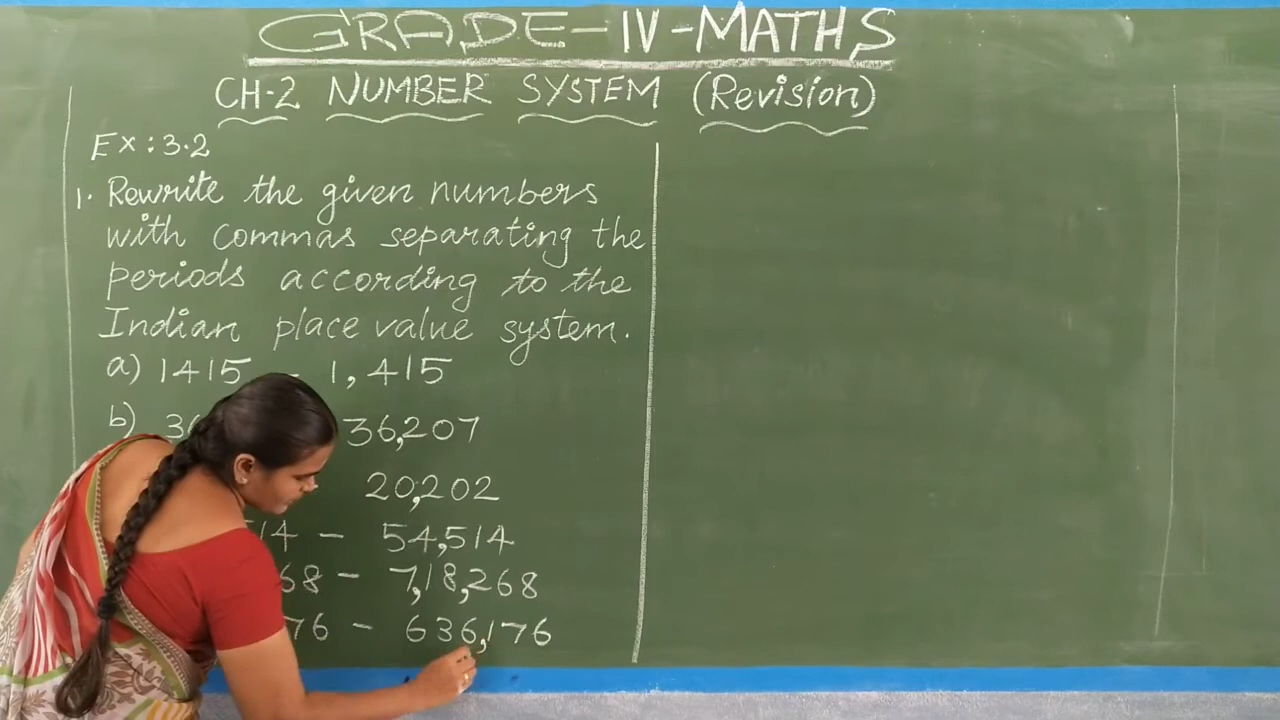 GRADE-IV-MATHS
CH-2 NUMBER SYSTEM (Revision)
Ex: 3.2
1. Rewrite the given numbers
with commas separating the
periods according to the
Indian place value system.
a) 1415 - 1,415
b) 36,207
20,202
514 - 54,514
68 - 7,18,268
76 - 636,176